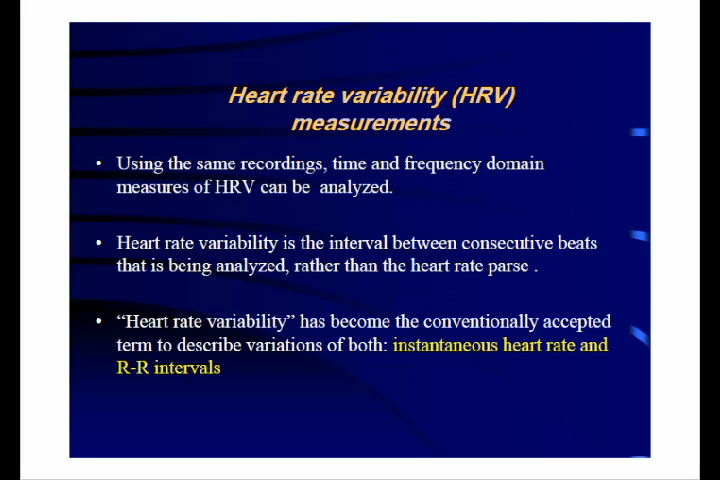 Heart rate variability (HRV)
measurements
• Using the same recordings, time and frequency domain
measures of HRV can be analyzed.
• Heart rate variability is the interval between consecutive beats
that is being analyzed, rather than the heart rate parse .
• “Heart rate variability” has become the conventionally accepted
term to describe variations of both: instantaneous heart rate and
R-R intervals